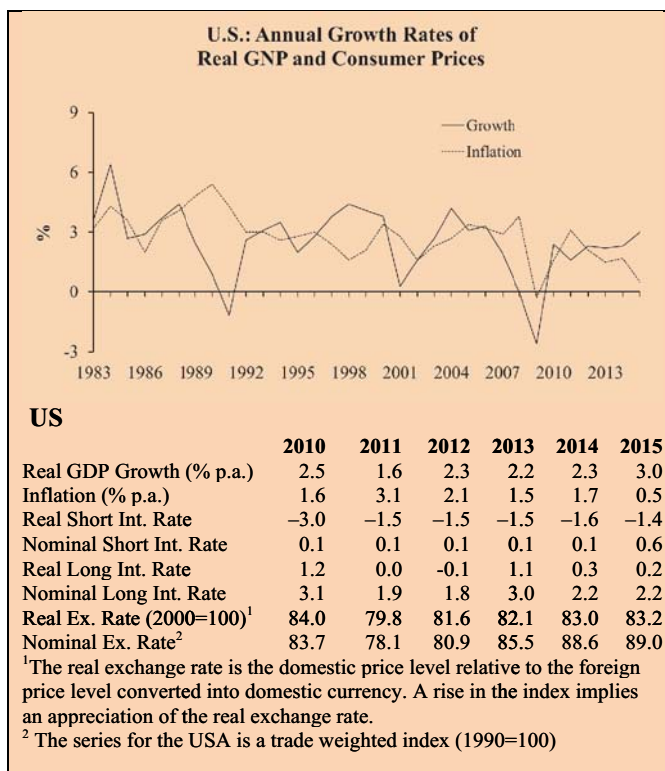 U.S.: Annual Growth Rates of
Real GNP and Consumer Prices
9
Growth
Inflation
6
%
3
0
-3
1983 1986 1989 1992 1995 1998 2001 2004 2007 2010 2013
US
2010 2011 2012 2013 2014 2015
Real GDP Growth (% p.a.) 2.5 1.6 2.3 2.2 2.3 3.0
Inflation (% p.a.) 1.6 3.1 2.1 1.5 1.7 0.5
Real Short Int. Rate –3.0 –1.5 –1.5 –1.5 –1.6 –1.4
Nominal Short Int. Rate 0.1 0.1 0.1 0.1 0.1 0.6
Real Long Int. Rate 1.2 0.0 -0.1 1.1 0.3 0.2
Nominal Long Int. Rate 3.1 1.9 1.8 3.0 2.2 2.2
Real Ex. Rate (2000=100)¹ 84.0 79.8 81.6 82.1 83.0 83.2
Nominal Ex. Rate² 83.7 78.1 80.9 85.5 88.6 89.0
¹The real exchange rate is the domestic price level relative to the foreign
price level converted into domestic currency. A rise in the index implies
an appreciation of the real exchange rate.
² The series for the USA is a trade weighted index (1990=100)